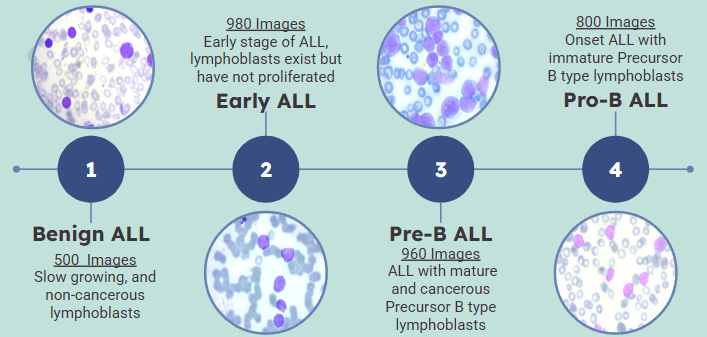 1
Benign ALL
500 Images
Slow growing, and
non-cancerous
lymphoblasts
980 Images
Early stage of ALL,
lymphoblasts exist but
have not proliferated
Early ALL
2
3
Pre-B ALL
960 Images
ALL with mature
and cancerous
Precursor B type
lymphoblasts
800 Images
Onset ALL with
immature Precursor
B type lymphoblasts
Pro-B ALL
4